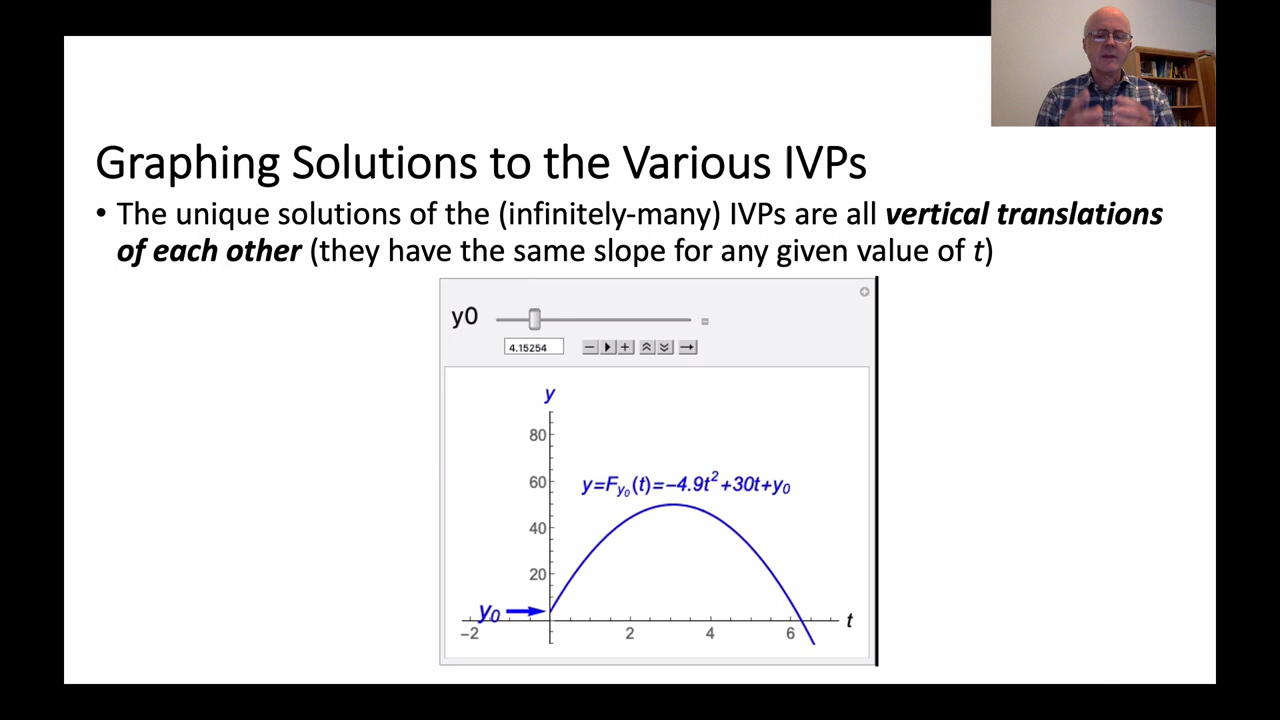 Graphing Solutions to the Various IVPs
• The unique solutions of the (infinitely-many) IVPs are all vertical translations
of each other (they have the same slope for any given value of t)
y0
4.15254
y
80
60
y=Fy₀(t)=−4.9t²+30t+y₀
40
20
y₀
−2 2 4 6 t